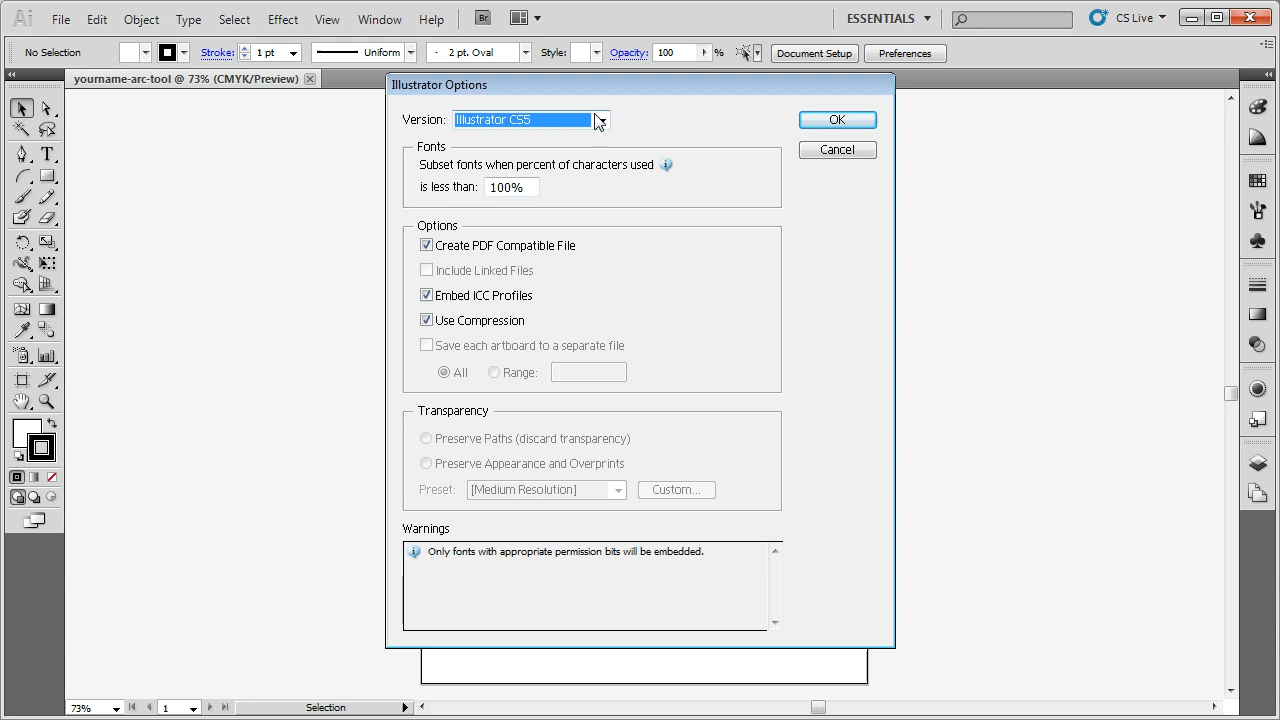 Ai File Edit Object Type Select Effect View Window Help Br ESSENTIALS CS Live
No Selection Stroke: 1 pt Uniform 2 pt. Oval Style: Opacity: 100 % Document Setup Preferences
yourname-arc-tool @ 73% (CMYK/Preview)
Illustrator Options
Version: Illustrator CS5 OK
Cancel
Fonts
Subset fonts when percent of characters used
is less than: 100%
Options
Create PDF Compatible File
Include Linked Files
Embed ICC Profiles
Use Compression
Save each artboard to a separate file
All Range:
Transparency
Preserve Paths (discard transparency)
Preserve Appearance and Overprints
Preset: [Medium Resolution] Custom...
Warnings
Only fonts with appropriate permission bits will be embedded.
73% 1 Selection